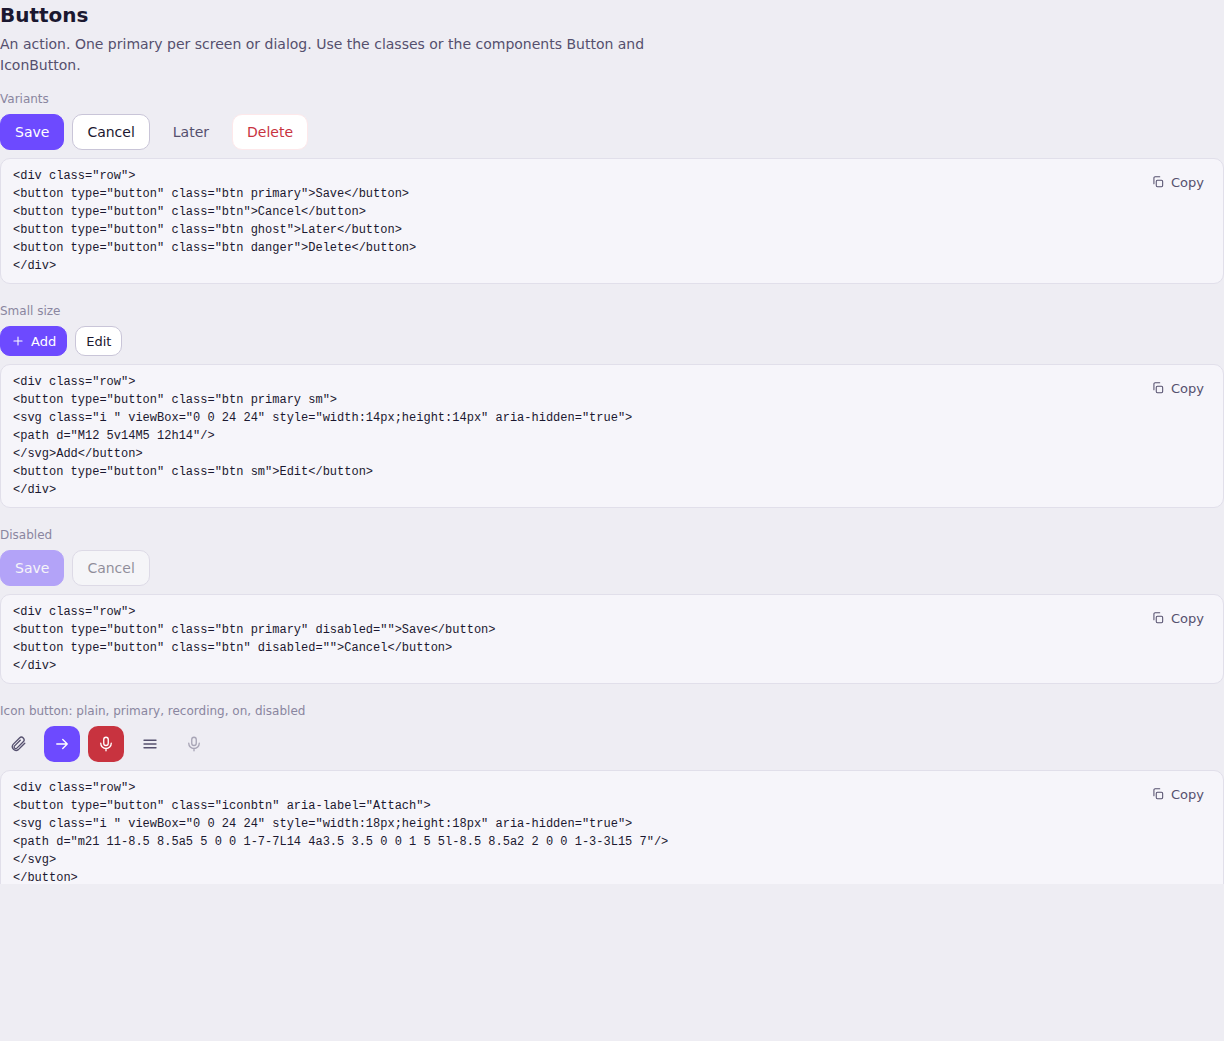 Buttons
An action. One primary per screen or dialog. Use the classes or the components Button and
IconButton.
Variants
Save Cancel Later Delete
<div class="row">
<button type="button" class="btn primary">Save</button>
<button type="button" class="btn">Cancel</button>
<button type="button" class="btn ghost">Later</button>
<button type="button" class="btn danger">Delete</button>
</div>
Copy
Small size
Add Edit
<div class="row">
<button type="button" class="btn primary sm">
<svg class="i " viewBox="0 0 24 24" style="width:14px;height:14px" aria-hidden="true">
<path d="M12 5v14M5 12h14"/>
</svg>Add</button>
<button type="button" class="btn sm">Edit</button>
</div>
Copy
Disabled
Save Cancel
<div class="row">
<button type="button" class="btn primary" disabled="">Save</button>
<button type="button" class="btn" disabled="">Cancel</button>
</div>
Copy
Icon button: plain, primary, recording, on, disabled
<div class="row">
<button type="button" class="iconbtn" aria-label="Attach">
<svg class="i " viewBox="0 0 24 24" style="width:18px;height:18px" aria-hidden="true">
<path d="m21 11-8.5 8.5a5 5 0 0 1-7-7L14 4a3.5 3.5 0 0 1 5 5l-8.5 8.5a2 2 0 0 1-3-3L15 7"/>
</svg>
</button>
Copy